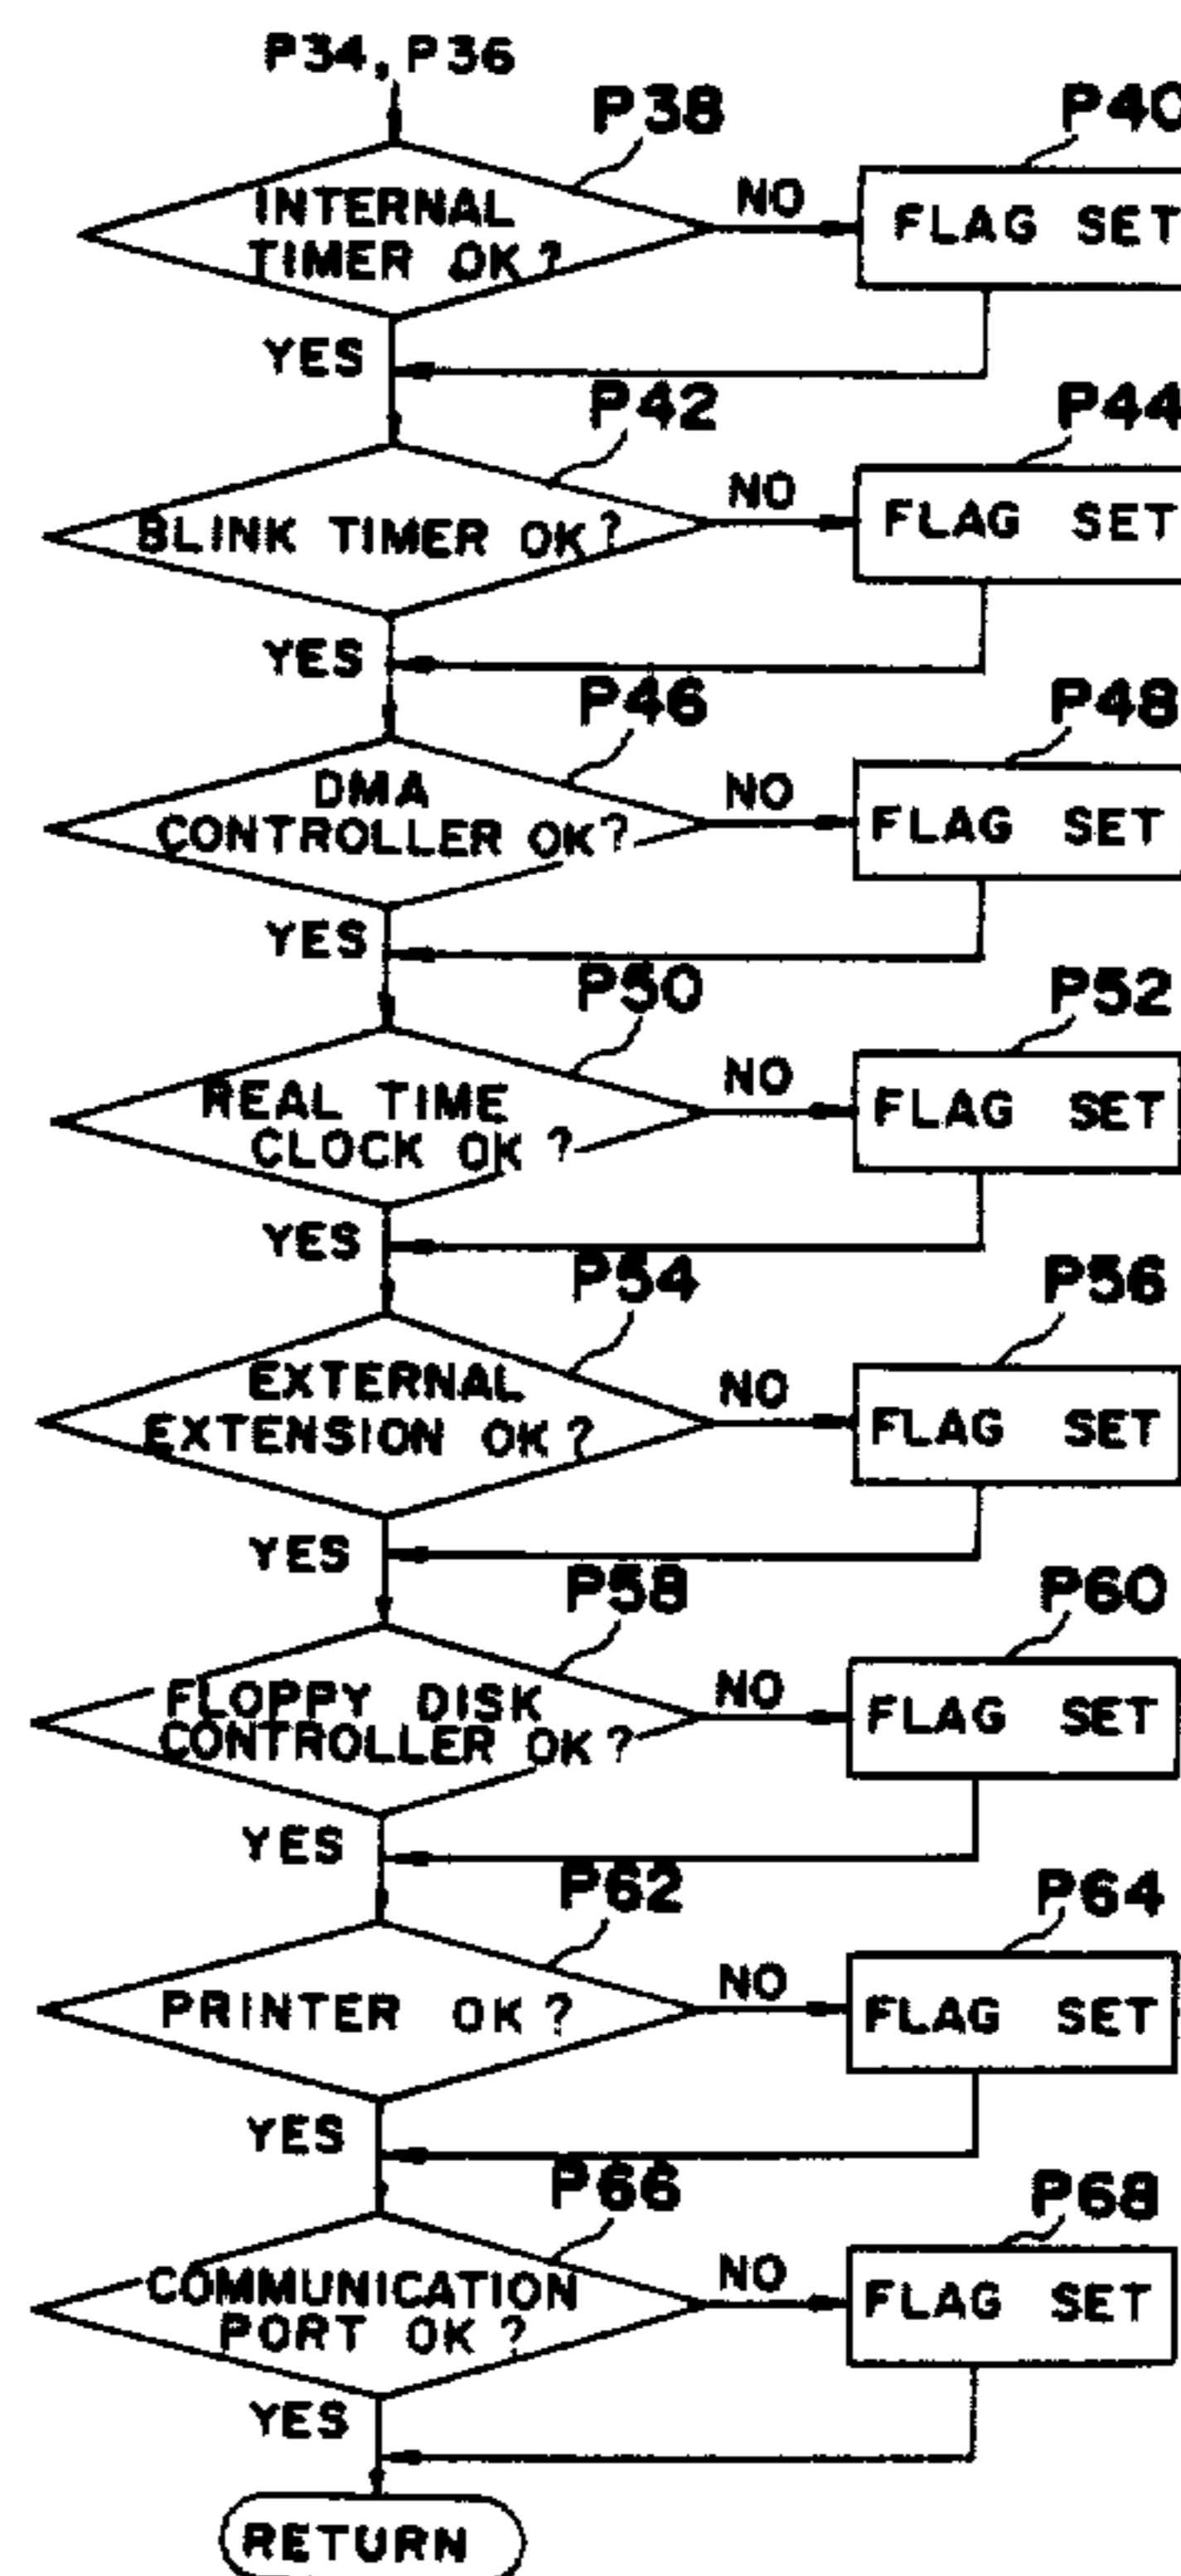 P34, P36
P38
P40
INTERNAL
TIMER OK?
NO
FLAG SET
YES
P42
P44
BLINK TIMER OK?
NO
FLAG SET
YES
P46
P48
DMA
CONTROLLER OK?
NO
FLAG SET
YES
P50
P52
REAL TIME
CLOCK OK?
NO
FLAG SET
YES
P54
P56
EXTERNAL
EXTENSION OK?
NO
FLAG SET
YES
P58
P60
FLOPPY DISK
CONTROLLER OK?
NO
FLAG SET
YES
P62
P64
PRINTER OK?
NO
FLAG SET
YES
P66
P68
COMMUNICATION
PORT OK?
NO
FLAG SET
YES
RETURN